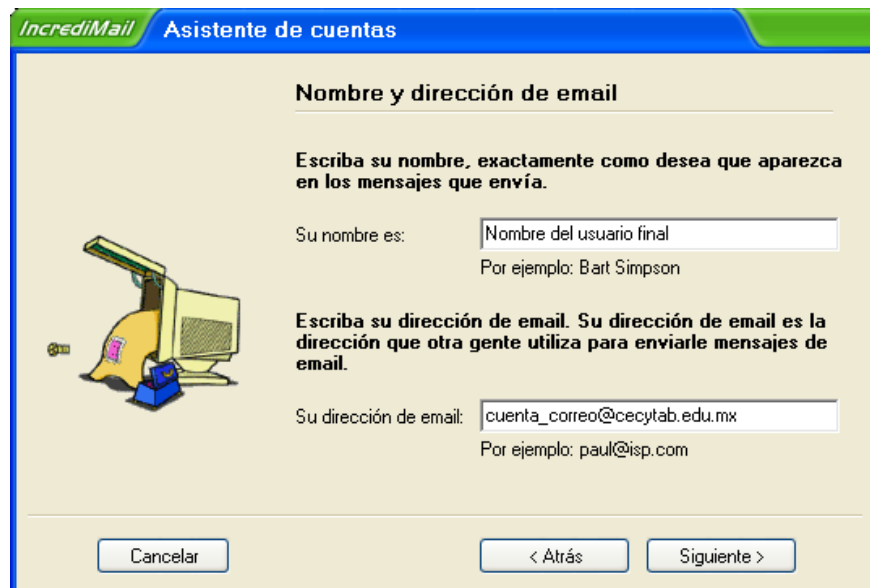 IncrediMail Asistente de cuentas
Nombre y dirección de email
Escriba su nombre, exactamente como desea que aparezca
en los mensajes que envía.
Su nombre es: Nombre del usuario final
Por ejemplo: Bart Simpson
Escriba su dirección de email. Su dirección de email es la
dirección que otra gente utiliza para enviarle mensajes de
email.
Su dirección de email: cuenta_correo@cecytab.edu.mx
Por ejemplo: paul@isp.com
Cancelar < Atrás Siguiente >